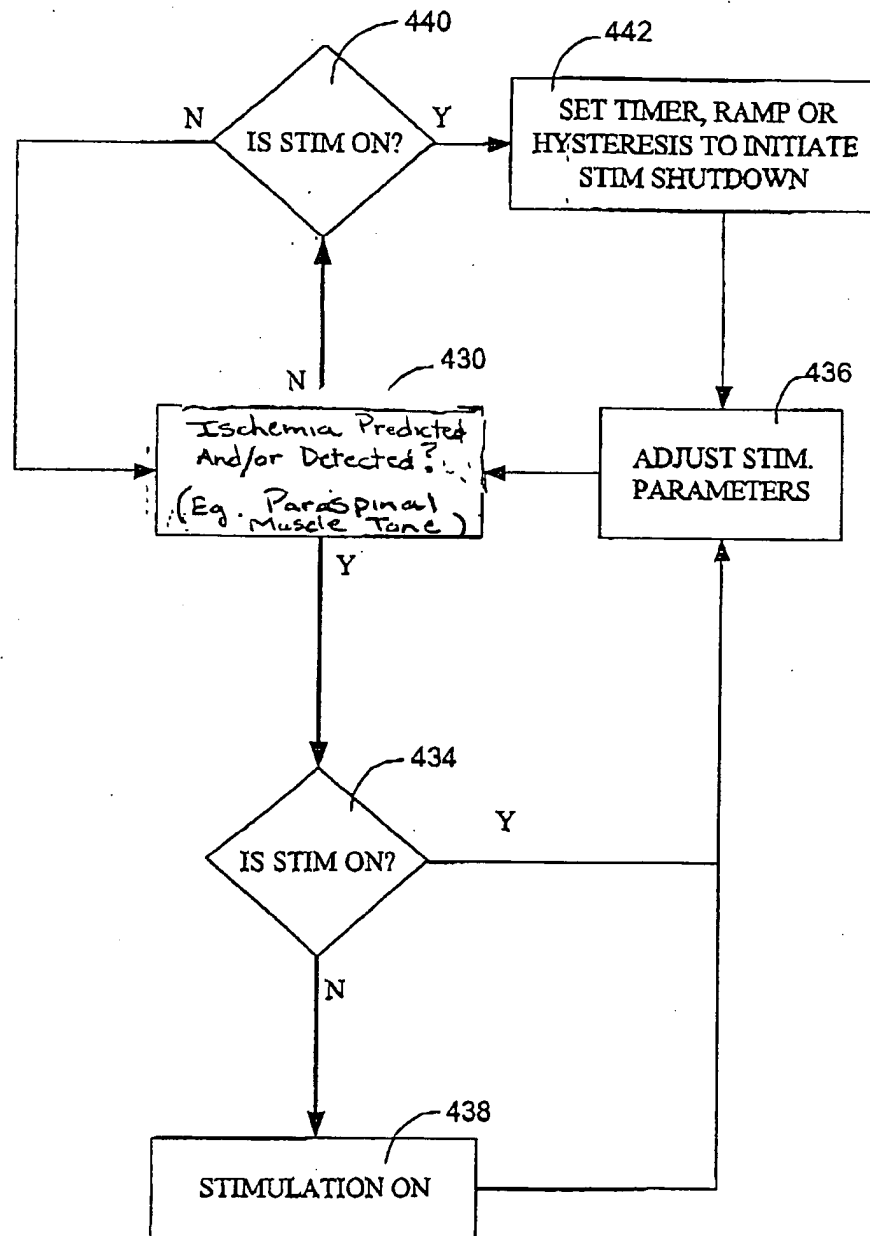 440
442
N
Y
IS STIM ON?
SET TIMER, RAMP OR
HYSTERESIS TO INITIATE
STIM SHUTDOWN
N
430
436
Ischemia Predicted
And/or Detected?
(Eg. Paraspinal
Muscle Tone)
ADJUST STIM.
PARAMETERS
Y
434
Y
IS STIM ON?
N
438
STIMULATION ON